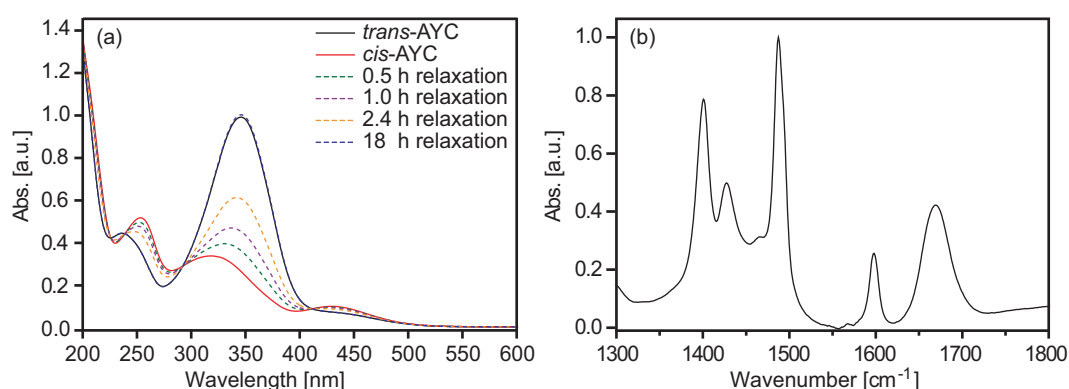 (a)
trans-AYC
cis-AYC
0.5 h relaxation
1.0 h relaxation
2.4 h relaxation
18 h relaxation
Abs. [a.u.]
1.4
1.2
1.0
0.8
0.6
0.4
0.2
0.0
200 250 300 350 400 450 500 550 600
Wavelength [nm]
(b)
Abs. [a.u.]
1.0
0.8
0.6
0.4
0.2
0.0
1300 1400 1500 1600 1700 1800
Wavenumber [cm⁻¹]